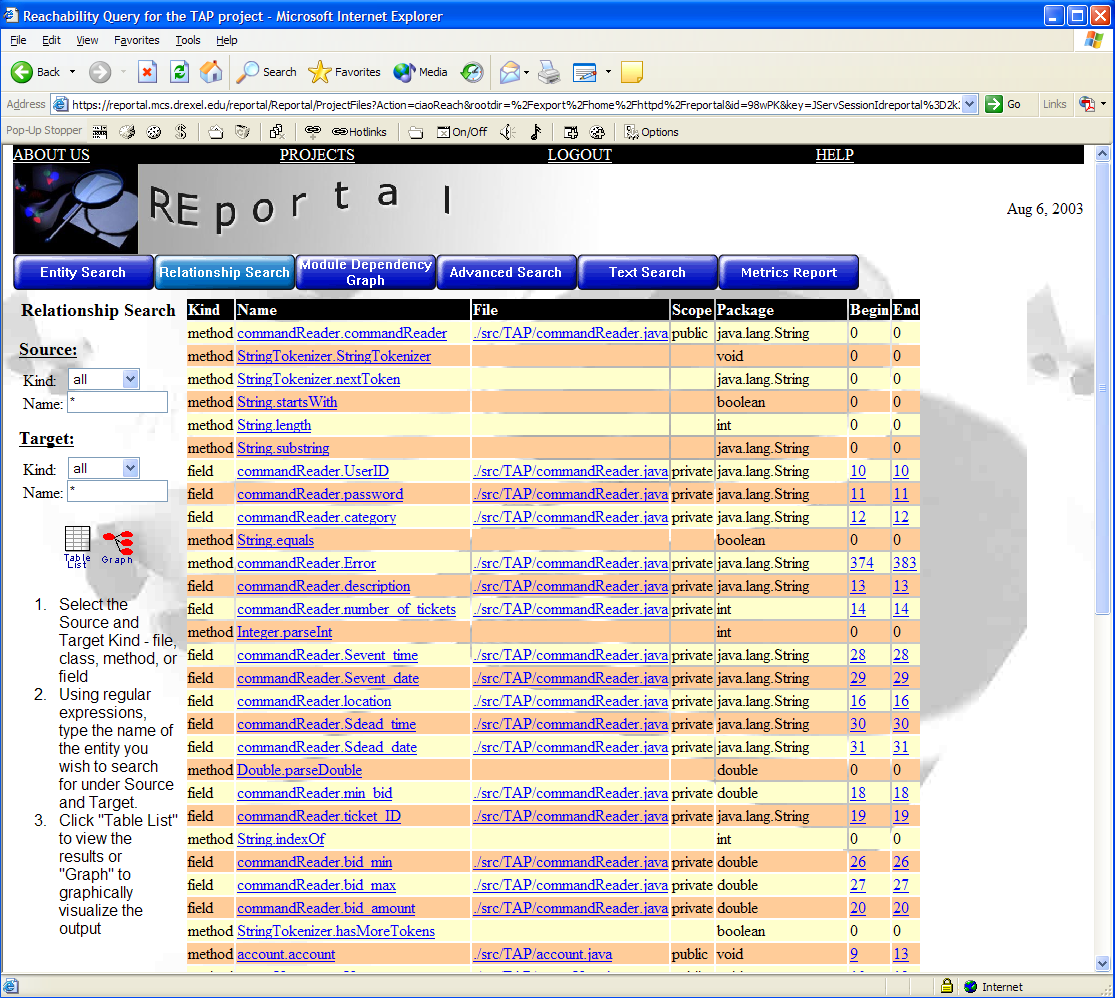 Reachability Query for the TAP project - Microsoft Internet Explorer
File Edit View Favorites Tools Help
Back Search Favorites Media
Address https://reportal.mcs.drexel.edu/reportal/Reportal/ProjectFiles?Action=ciaoReach&rootdir=%2Fexport%2Fhome%2Fhttpd%2Freportal&id=98wPK&key=JServSessionIdreportal%3D2k Go Links
Pop-Up Stopper Hotlinks On/Off Options
ABOUT US PROJECTS LOGOUT HELP
REportal
Aug 6, 2003
Entity Search Relationship Search Module Dependency Graph Advanced Search Text Search Metrics Report
Relationship Search
Source:
Kind: all
Name: *
Target:
Kind: all
Name: *
Table List Graph
1. Select the
Source and
Target Kind - file,
class, method, or
field
2. Using regular
expressions,
type the name of
the entity you
wish to search
for under Source
and Target.
3. Click "Table List"
to view the
results or
"Graph" to
graphically
visualize the
output
Kind Name File Scope Package Begin End
method commandReader.commandReader ./src/TAP/commandReader.java public java.lang.String 0 0
method StringTokenizer.StringTokenizer void 0 0
method StringTokenizer.nextToken java.lang.String 0 0
method String.startsWith boolean 0 0
method String.length int 0 0
method String.substring java.lang.String 0 0
field commandReader.UserID ./src/TAP/commandReader.java private java.lang.String 10 10
field commandReader.password ./src/TAP/commandReader.java private java.lang.String 11 11
field commandReader.category ./src/TAP/commandReader.java private java.lang.String 12 12
method String.equals boolean 0 0
method commandReader.Error ./src/TAP/commandReader.java private java.lang.String 374 383
field commandReader.description ./src/TAP/commandReader.java private java.lang.String 13 13
field commandReader.number_of_tickets ./src/TAP/commandReader.java private int 14 14
method Integer.parseInt int 0 0
field commandReader.Sevent_time ./src/TAP/commandReader.java private java.lang.String 28 28
field commandReader.Sevent_date ./src/TAP/commandReader.java private java.lang.String 29 29
field commandReader.location ./src/TAP/commandReader.java private java.lang.String 16 16
field commandReader.Sdead_time ./src/TAP/commandReader.java private java.lang.String 30 30
field commandReader.Sdead_date ./src/TAP/commandReader.java private java.lang.String 31 31
method Double.parseDouble double 0 0
field commandReader.min_bid ./src/TAP/commandReader.java private double 18 18
field commandReader.ticket_ID ./src/TAP/commandReader.java private java.lang.String 19 19
method String.indexOf int 0 0
field commandReader.bid_min ./src/TAP/commandReader.java private double 26 26
field commandReader.bid_max ./src/TAP/commandReader.java private double 27 27
field commandReader.bid_amount ./src/TAP/commandReader.java private double 20 20
method StringTokenizer.hasMoreTokens boolean 0 0
method account.account ./src/TAP/account.java public void 9 13
Internet